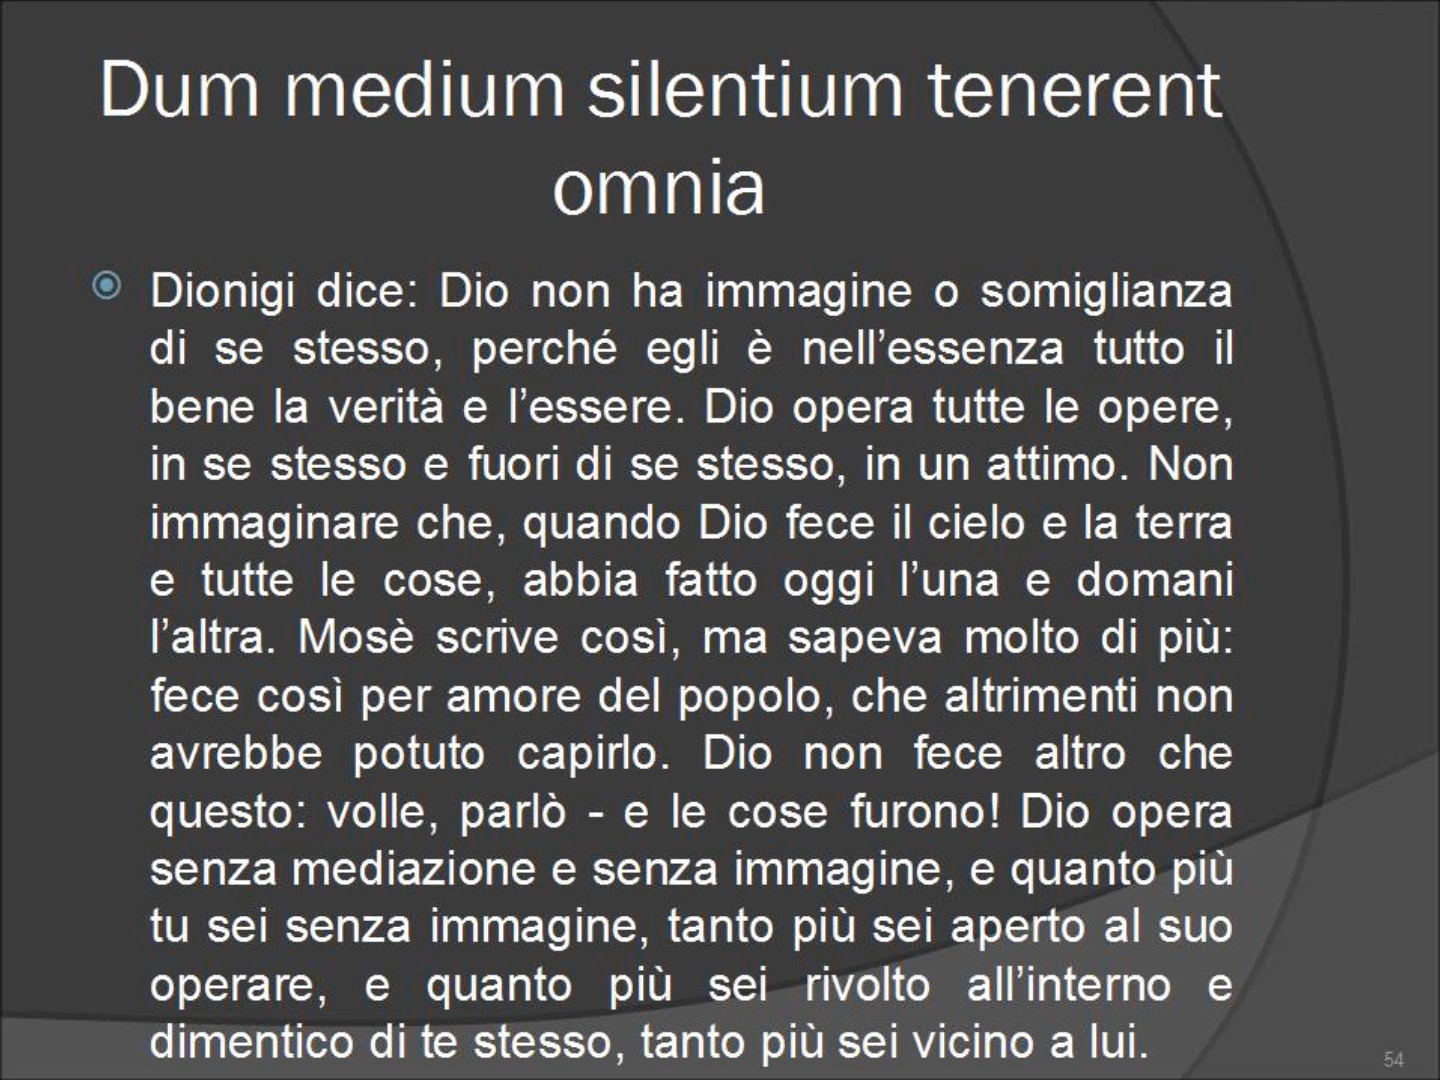 Dum medium silentium tenerent
omnia
Dionigi dice: Dio non ha immagine o somiglianza
di se stesso, perché egli è nell’essenza tutto il
bene la verità e l’essere. Dio opera tutte le opere,
in se stesso e fuori di se stesso, in un attimo. Non
immaginare che, quando Dio fece il cielo e la terra
e tutte le cose, abbia fatto oggi l’una e domani
l’altra. Mosè scrive così, ma sapeva molto di più:
fece così per amore del popolo, che altrimenti non
avrebbe potuto capirlo. Dio non fece altro che
questo: volle, parlò - e le cose furono! Dio opera
senza mediazione e senza immagine, e quanto più
tu sei senza immagine, tanto più sei aperto al suo
operare, e quanto più sei rivolto all’interno e
dimentico di te stesso, tanto più sei vicino a lui.
54